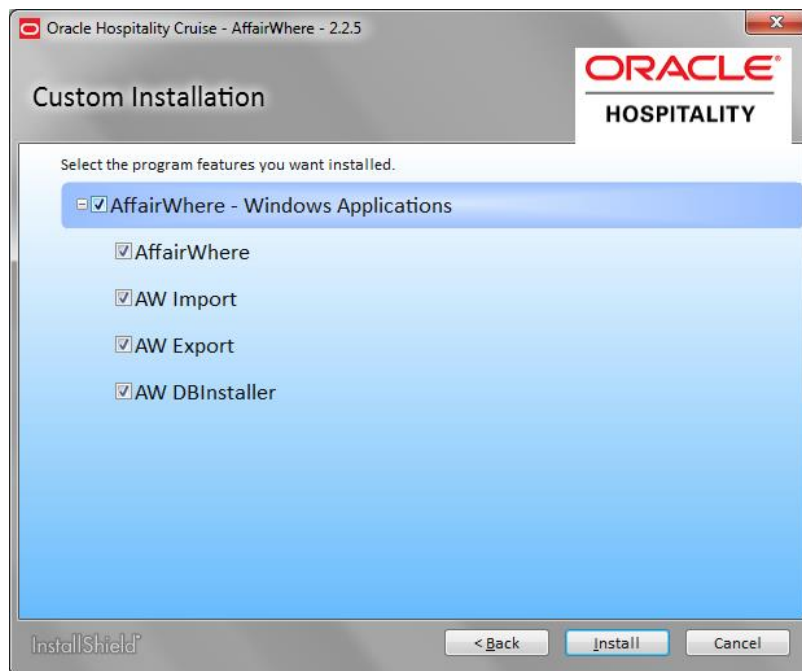 Oracle Hospitality Cruise - AffairWhere - 2.2.5
ORACLE®
HOSPITALITY
Custom Installation
Select the program features you want installed.
AffairWhere - Windows Applications
AffairWhere
AW Import
AW Export
AW DBInstaller
InstallShield®
< Back
Install
Cancel